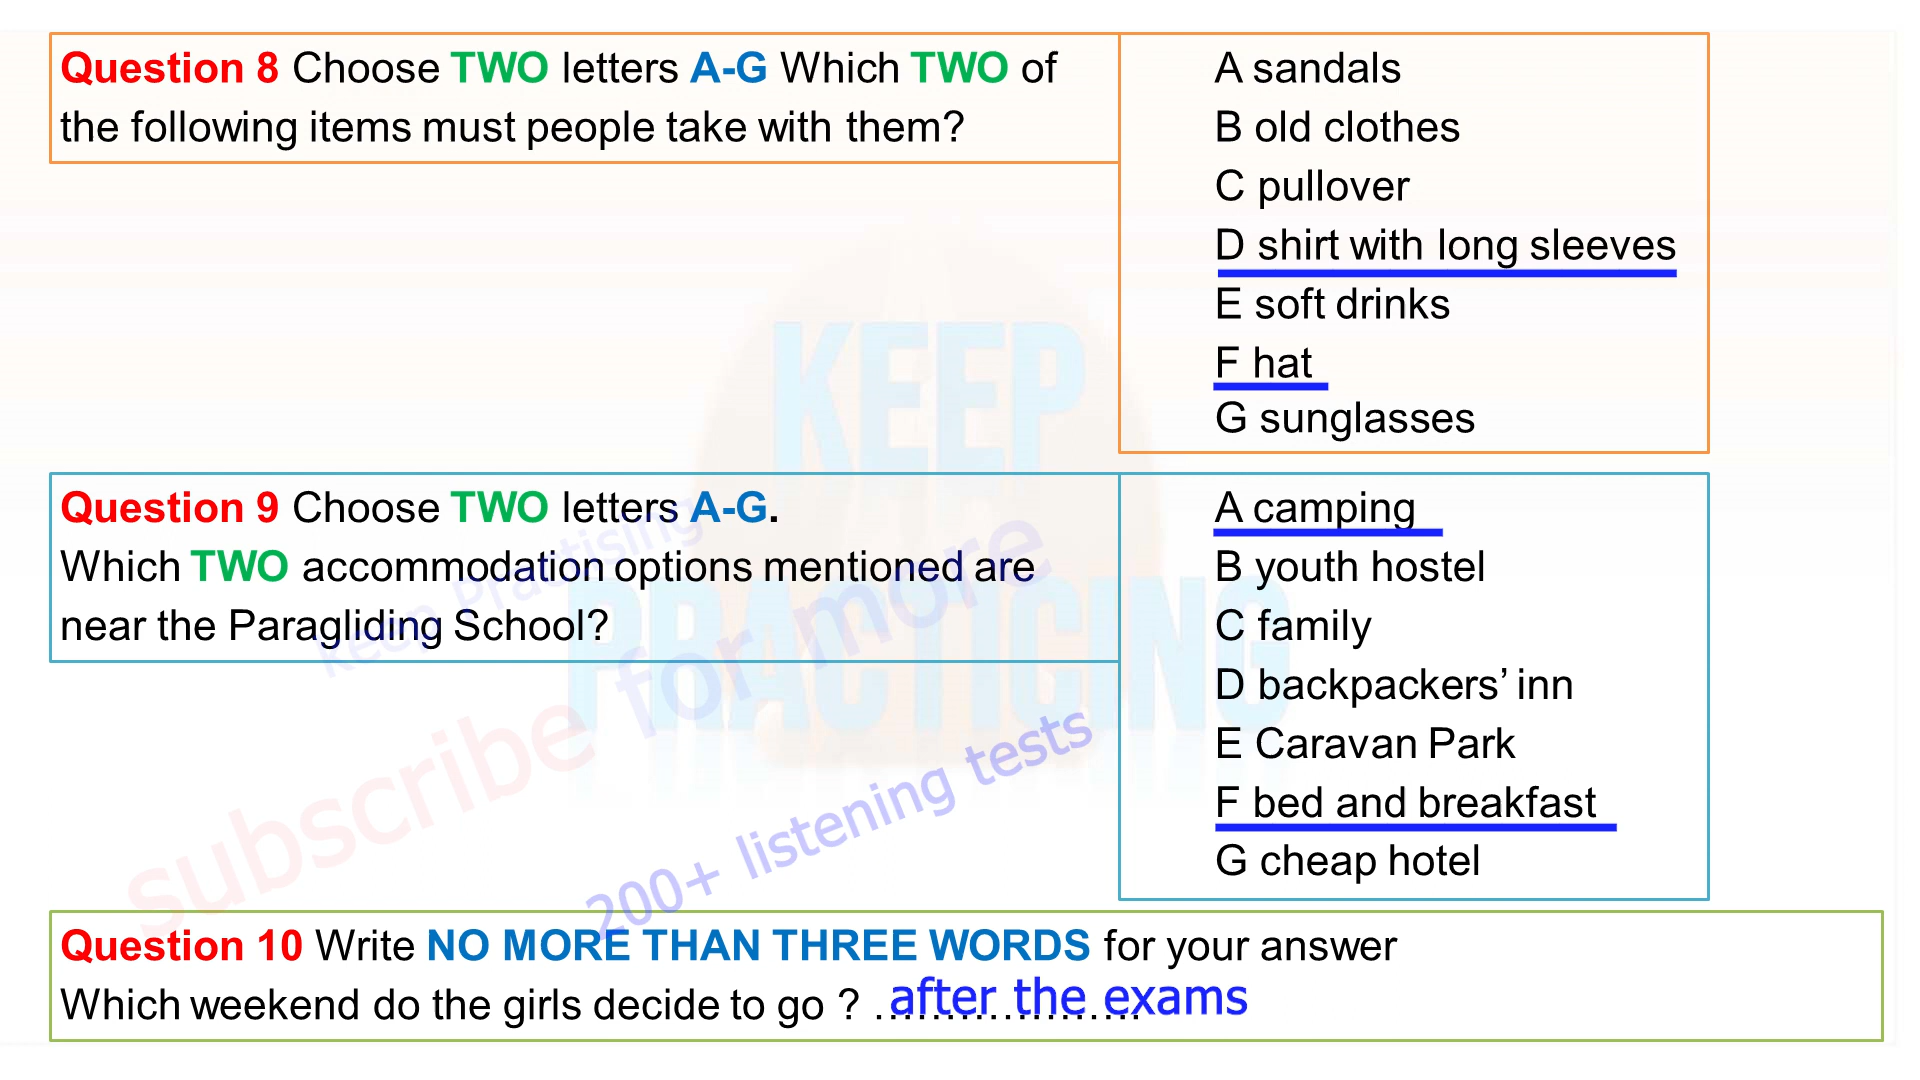 Question 8 Choose TWO letters A-G Which TWO of
the following items must people take with them?
A sandals
B old clothes
C pullover
D shirt with long sleeves
E soft drinks
F hat
G sunglasses
KEEP
PRACTICING
Question 9 Choose TWO letters A-G.
Which TWO accommodation options mentioned are
near the Paragliding School?
A camping
B youth hostel
C family
D backpackers’ inn
E Caravan Park
F bed and breakfast
G cheap hotel
keep Practising
subscribe for more
200+ listening tests
Question 10 Write NO MORE THAN THREE WORDS for your answer
Which weekend do the girls decide to go ? ...................
after the exams